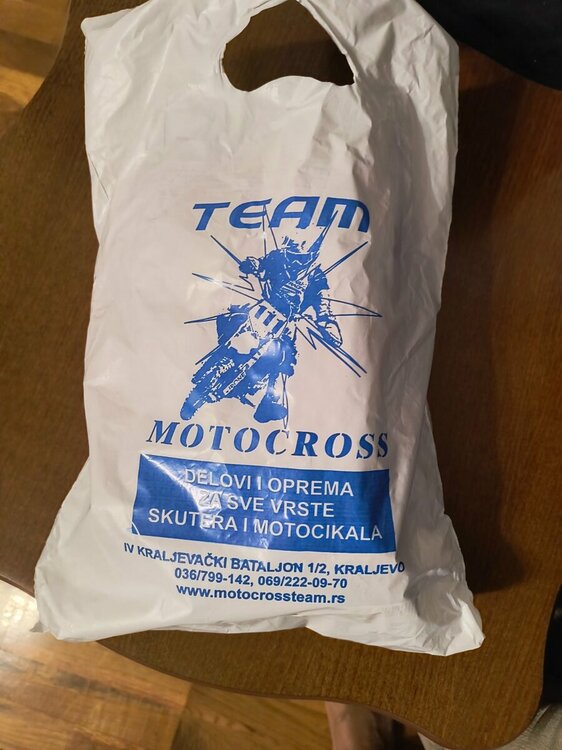 TEAM
MOTOCROSS
DELOVI I OPREMA
ZA SVE VRSTE
SKUTERA I MOTOCIKALA
IV KRALJEVAČKI BATALJON 1/2, KRALJEVO
036/799-142, 069/222-09-70
www.motocrossteam.rs